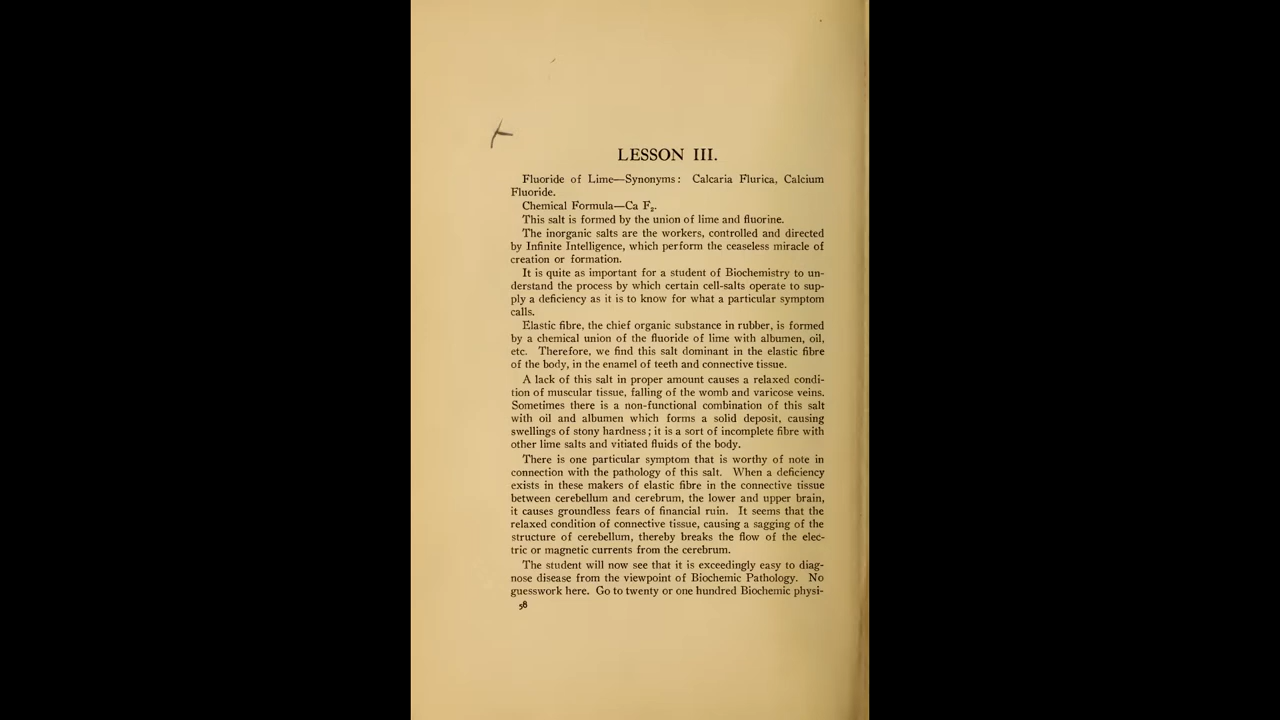 LESSON III.
Fluoride of Lime—Synonyms: Calcaria Flurica, Calcium
Fluoride.
Chemical Formula—Ca F₂.
This salt is formed by the union of lime and fluorine.
The inorganic salts are the workers, controlled and directed
by Infinite Intelligence, which perform the ceaseless miracle of
creation or formation.
It is quite as important for a student of Biochemistry to un-
derstand the process by which certain cell-salts operate to sup-
ply a deficiency as it is to know for what a particular symptom
calls.
Elastic fibre, the chief organic substance in rubber, is formed
by a chemical union of the fluoride of lime with albumen, oil,
etc. Therefore, we find this salt dominant in the elastic fibre
of the body, in the enamel of teeth and connective tissue.
A lack of this salt in proper amount causes a relaxed condi-
tion of muscular tissue, falling of the womb and varicose veins.
Sometimes there is a non-functional combination of this salt
with oil and albumen which forms a solid deposit, causing
swellings of stony hardness; it is a sort of incomplete fibre with
other lime salts and vitiated fluids of the body.
There is one particular symptom that is worthy of note in
connection with the pathology of this salt. When a deficiency
exists in these makers of elastic fibre in the connective tissue
between cerebellum and cerebrum, the lower and upper brain,
it causes groundless fears of financial ruin. It seems that the
relaxed condition of connective tissue, causing a sagging of the
structure of cerebellum, thereby breaks the flow of the elec-
tric or magnetic currents from the cerebrum.
The student will now see that it is exceedingly easy to diag-
nose disease from the viewpoint of Biochemic Pathology. No
guesswork here. Go to twenty or one hundred Biochemic physi-
58